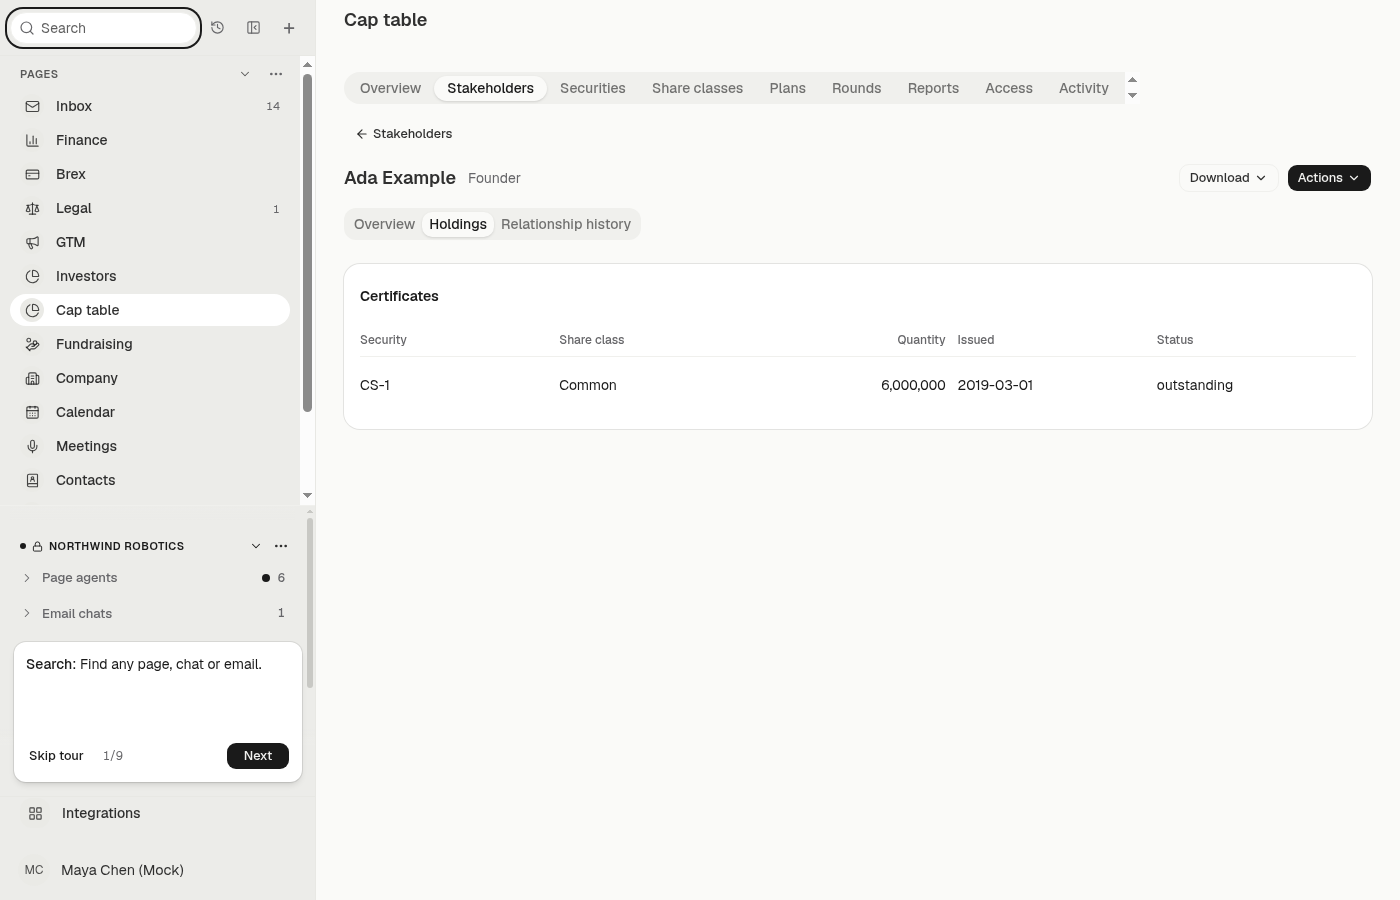 Search
PAGES
Inbox 14
Finance
Brex
Legal 1
GTM
Investors
Cap table
Fundraising
Company
Calendar
Meetings
Contacts
NORTHWIND ROBOTICS
Page agents 6
Email chats 1
Search: Find any page, chat or email.
Skip tour 1/9 Next
Integrations
MC Maya Chen (Mock)
Cap table
Overview Stakeholders Securities Share classes Plans Rounds Reports Access Activity
Stakeholders
Ada Example Founder Download Actions
Overview Holdings Relationship history
Certificates
Security Share class Quantity Issued Status
CS-1 Common 6,000,000 2019-03-01 outstanding